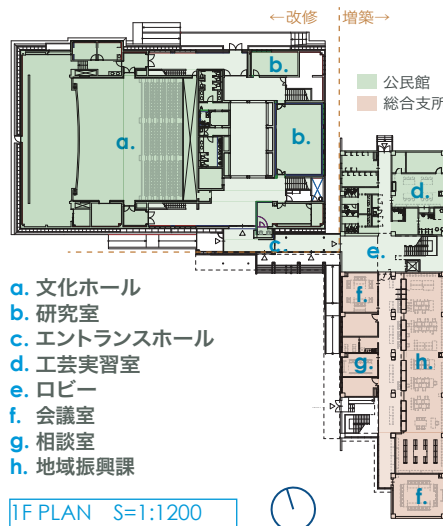 ←改修 増築→
公民館
総合支所
b.
a.
b.
d.
c.
e.
f.
g.
h.
f.
a. 文化ホール
b. 研究室
c. エントランスホール
d. 工芸実習室
e. ロビー
f. 会議室
g. 相談室
h. 地域振興課
1F PLAN S=1:1200